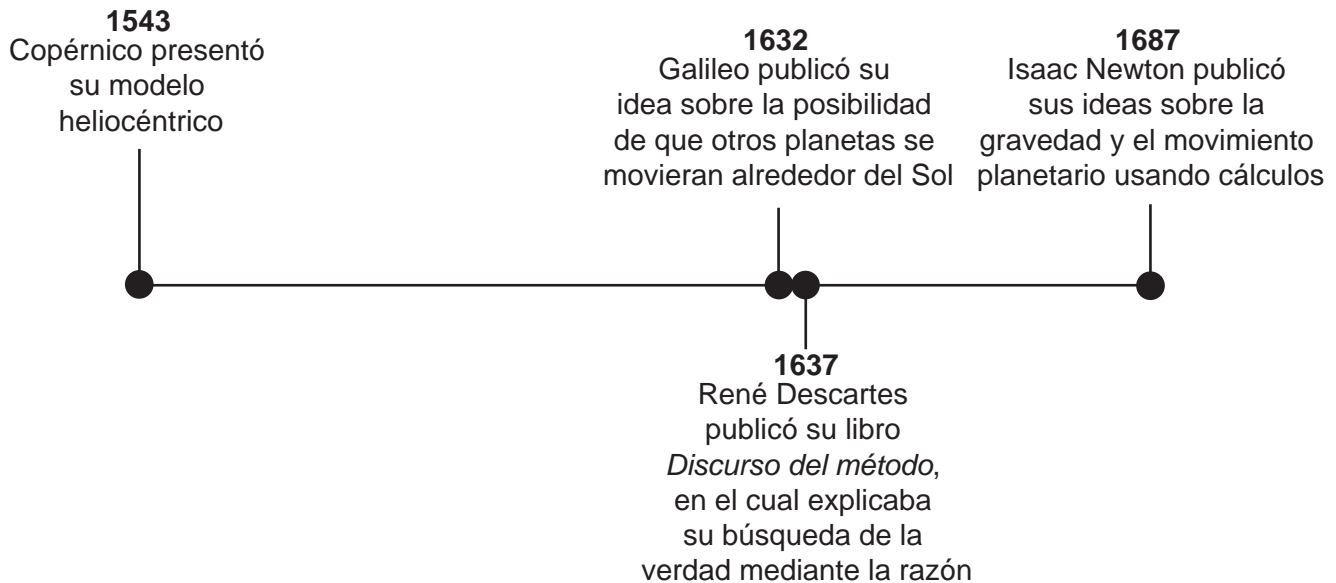 1543
Copérnico presentó
su modelo
heliocéntrico
1632
Galileo publicó su
idea sobre la posibilidad
de que otros planetas se
movieran alrededor del Sol
1687
Isaac Newton publicó
sus ideas sobre la
gravedad y el movimiento
planetario usando cálculos
1637
René Descartes
publicó su libro
Discurso del método,
en el cual explicaba
su búsqueda de la
verdad mediante la razón